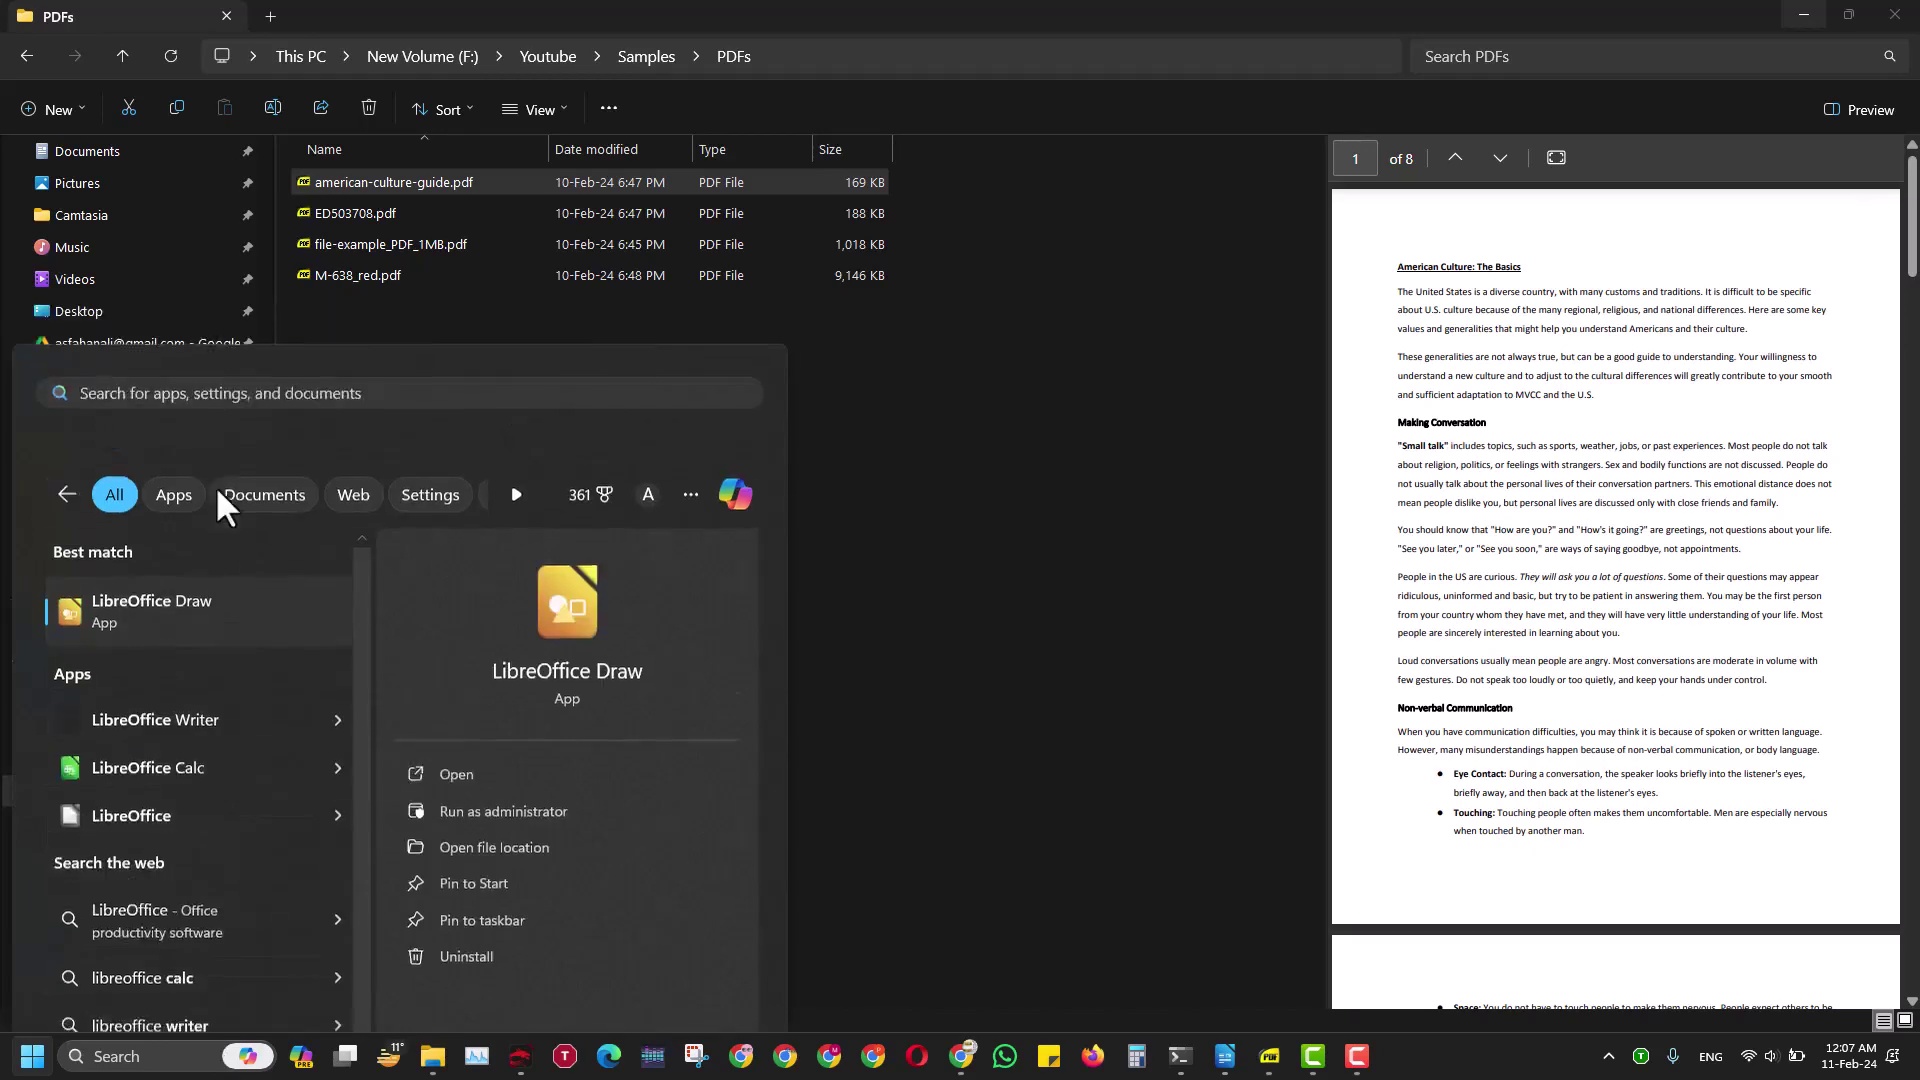 PDFs
This PC
New Volume (F:)
Youtube
Samples
PDFs
Search PDFs
New
Sort
View
Preview
Documents
Pictures
Camtasia
Music
Videos
Desktop
asfahanali@gmail.com - Google
Name
Date modified
Type
Size
american-culture-guide.pdf
10-Feb-24 6:47 PM
PDF File
169 KB
ED503708.pdf
10-Feb-24 6:47 PM
PDF File
188 KB
file-example_PDF_1MB.pdf
10-Feb-24 6:45 PM
PDF File
1,018 KB
M-638_red.pdf
10-Feb-24 6:48 PM
PDF File
9,146 KB
Search for apps, settings, and documents
All
Apps
Documents
Web
Settings
361
A
Best match
LibreOffice Draw
App
Apps
LibreOffice Writer
LibreOffice Calc
LibreOffice
Search the web
LibreOffice - Office
productivity software
libreoffice calc
libreoffice writer
LibreOffice Draw
App
Open
Run as administrator
Open file location
Pin to Start
Pin to taskbar
Uninstall
1
of 8
American Culture: The Basics
The United States is a diverse country, with many customs and traditions. It is difficult to be specific
about U.S. culture because of the many regional, religious, and national differences. Here are some key
values and generalities that might help you understand Americans and their culture.
These generalities are not always true, but can be a good guide to understanding. Your willingness to
understand a new culture and to adjust to the cultural differences will greatly contribute to your smooth
and sufficient adaptation to MVCC and the U.S.
Making Conversation
"Small talk" includes topics, such as sports, weather, jobs, or past experiences. Most people do not talk
about religion, politics, or feelings with strangers. Sex and bodily functions are not discussed. People do
not usually talk about the personal lives of their conversation partners. This emotional distance does not
mean people dislike you, but personal lives are discussed only with close friends and family.
You should know that "How are you?" and "How's it going?" are greetings, not questions about your life.
"See you later," or "See you soon," are ways of saying goodbye, not appointments.
People in the US are curious. They will ask you a lot of questions. Some of their questions may appear
ridiculous, uninformed and basic, but try to be patient in answering them. You may be the first person
from your country whom they have met, and they will have very little understanding of your life. Most
people are sincerely interested in learning about you.
Loud conversations usually mean people are angry. Most conversations are moderate in volume with
few gestures. Do not speak too loudly or too quietly, and keep your hands under control.
Non-verbal Communication
When you have communication difficulties, you may think it is because of spoken or written language.
However, many misunderstandings happen because of non-verbal communication, or body language.
● Eye Contact: During a conversation, the speaker looks briefly into the listener's eyes,
briefly away, and then back at the listener's eyes.
● Touching: Touching people often makes them uncomfortable. Men are especially nervous
when touched by another man.
● Space: You do not have to touch people to make them nervous. People expect others to be
Search
PRE
11°
T
ENG
12:07 AM
11-Feb-24